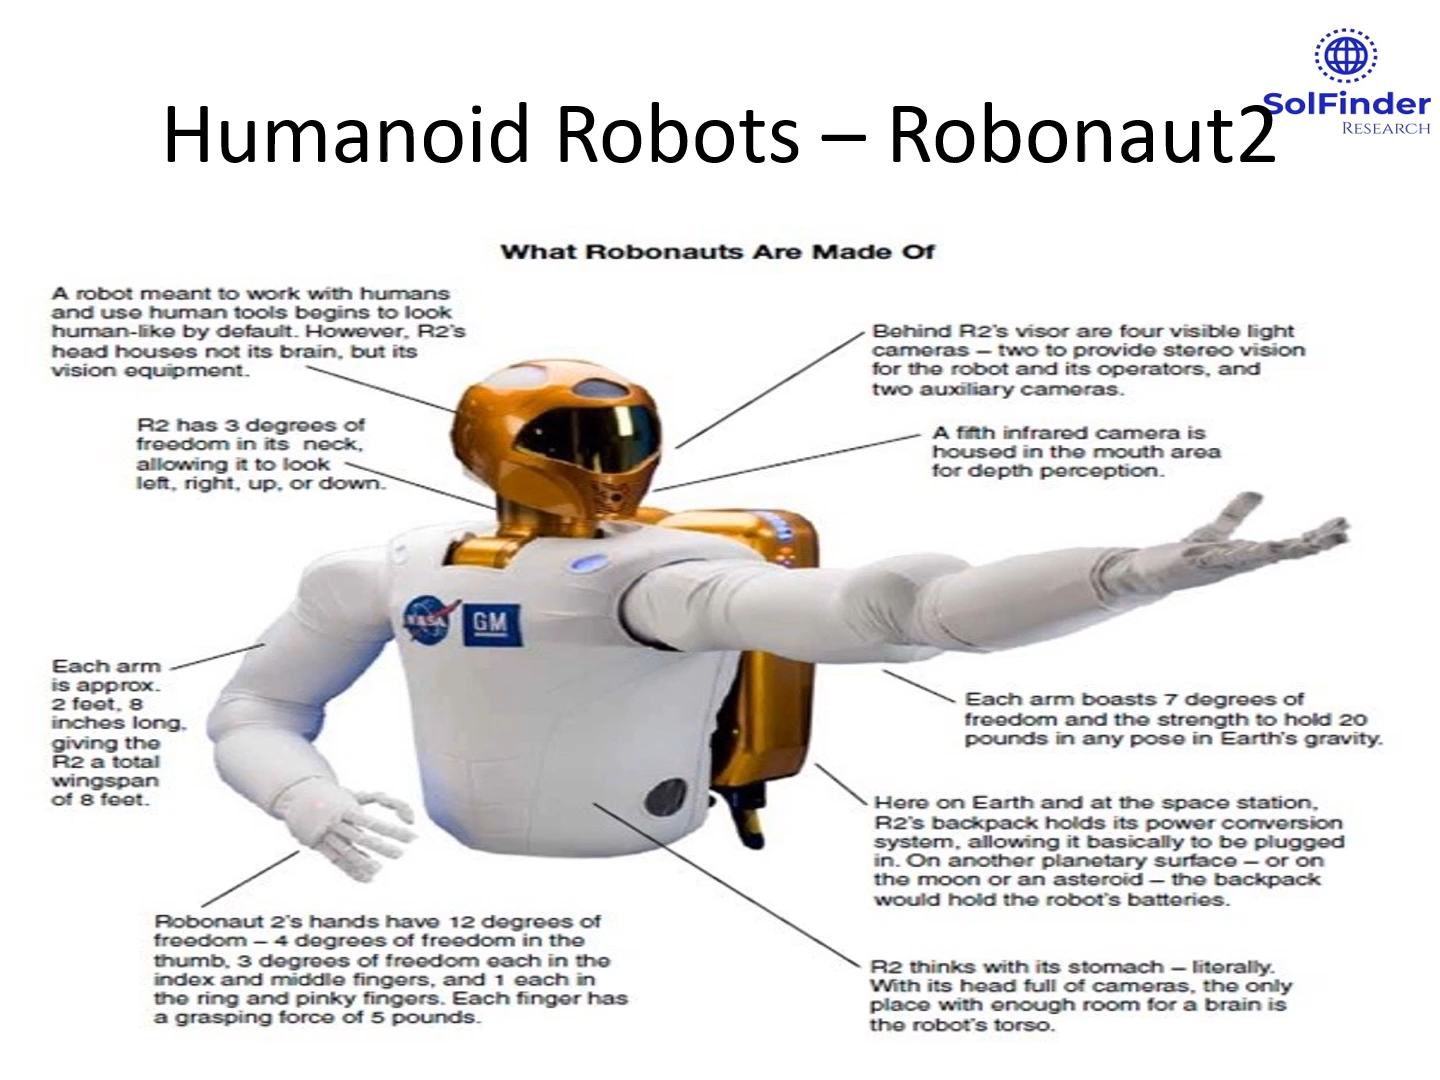 SolFinder
RESEARCH
Humanoid Robots – Robonaut2
What Robonauts Are Made Of
A robot meant to work with humans
and use human tools begins to look
human-like by default. However, R2's
head houses not its brain, but its
vision equipment.
R2 has 3 degrees of
freedom in its neck,
allowing it to look
left, right, up, or down.
Behind R2's visor are four visible light
cameras – two to provide stereo vision
for the robot and its operators, and
two auxiliary cameras.
A fifth infrared camera is
housed in the mouth area
for depth perception.
NASA
GM
Each arm
is approx.
2 feet, 8
inches long,
giving the
R2 a total
wingspan
of 8 feet.
Each arm boasts 7 degrees of
freedom and the strength to hold 20
pounds in any pose in Earth's gravity.
Here on Earth and at the space station,
R2's backpack holds its power conversion
system, allowing it basically to be plugged
in. On another planetary surface – or on
the moon or an asteroid – the backpack
would hold the robot's batteries.
Robonaut 2's hands have 12 degrees of
freedom – 4 degrees of freedom in the
thumb, 3 degrees of freedom each in the
index and middle fingers, and 1 each in
the ring and pinky fingers. Each finger has
a grasping force of 5 pounds.
R2 thinks with its stomach – literally.
With its head full of cameras, the only
place with enough room for a brain is
the robot's torso.